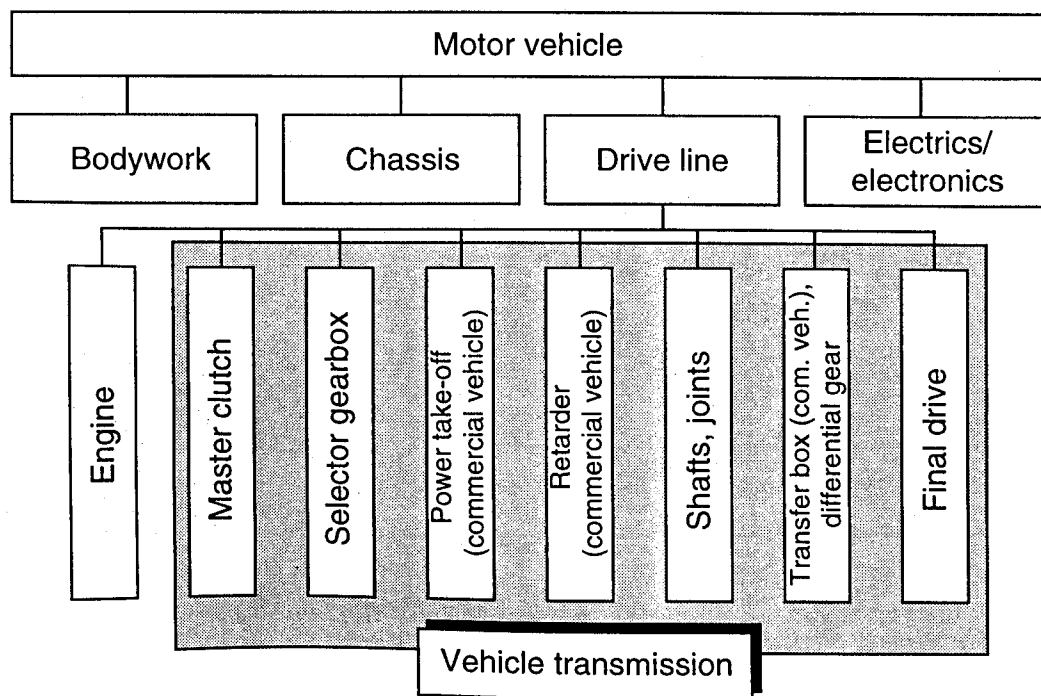 Motor vehicle
Bodywork
Chassis
Drive line
Electrics/
electronics
Engine
Master clutch
Selector gearbox
Power take-off
(commercial vehicle)
Retarder
(commercial vehicle)
Shafts, joints
Transfer box (com. veh.),
differential gear
Final drive
Vehicle transmission